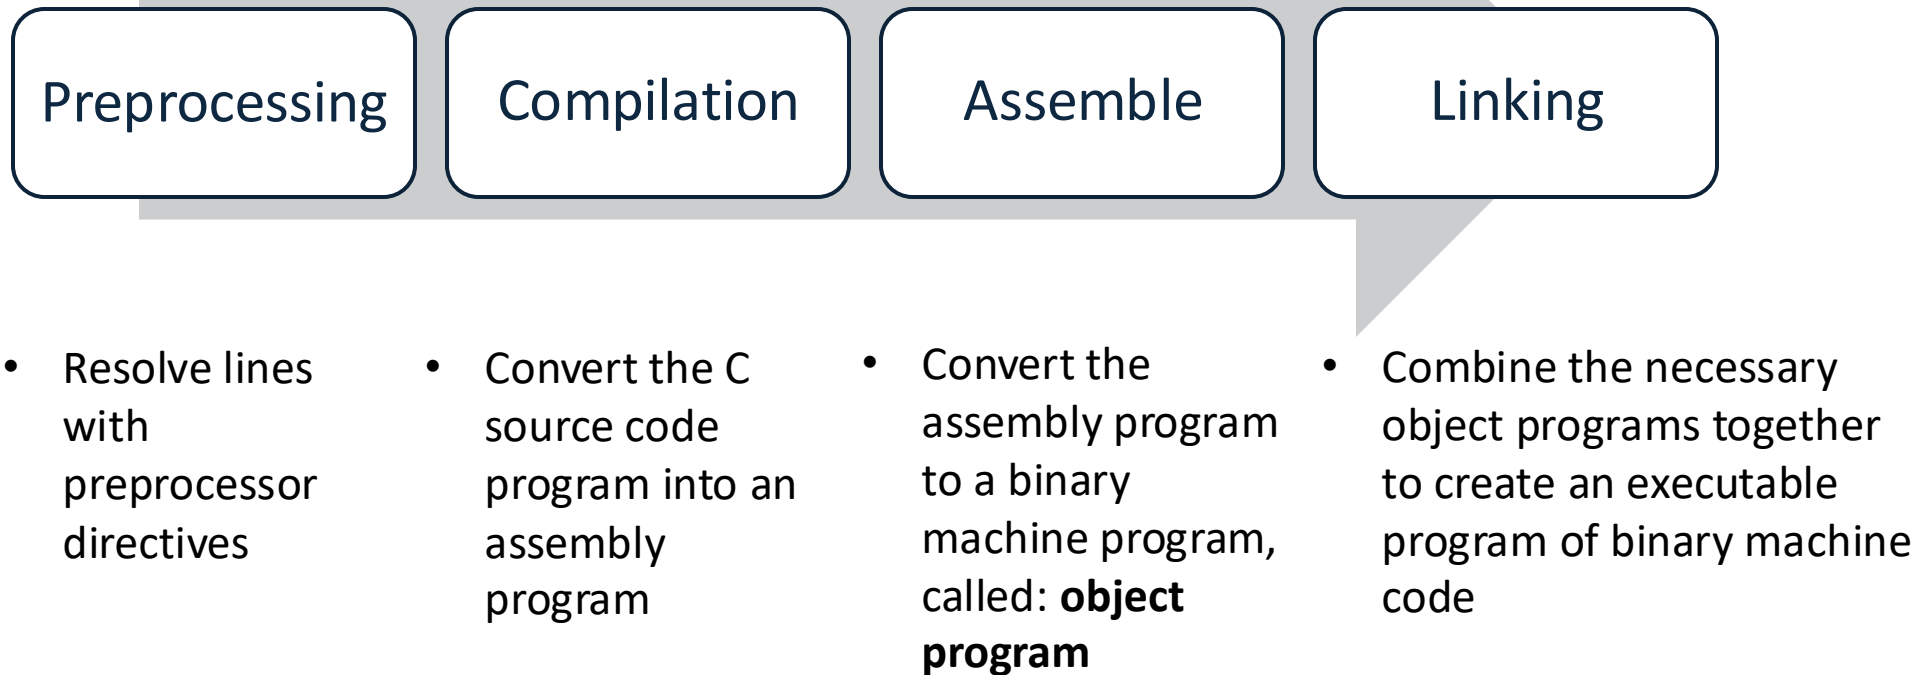 Preprocessing
Compilation
Assemble
Linking
• Resolve lines
with
preprocessor
directives
• Convert the C
source code
program into an
assembly
program
• Convert the
assembly program
to a binary
machine program,
called: object
program
• Combine the necessary
object programs together
to create an executable
program of binary machine
code